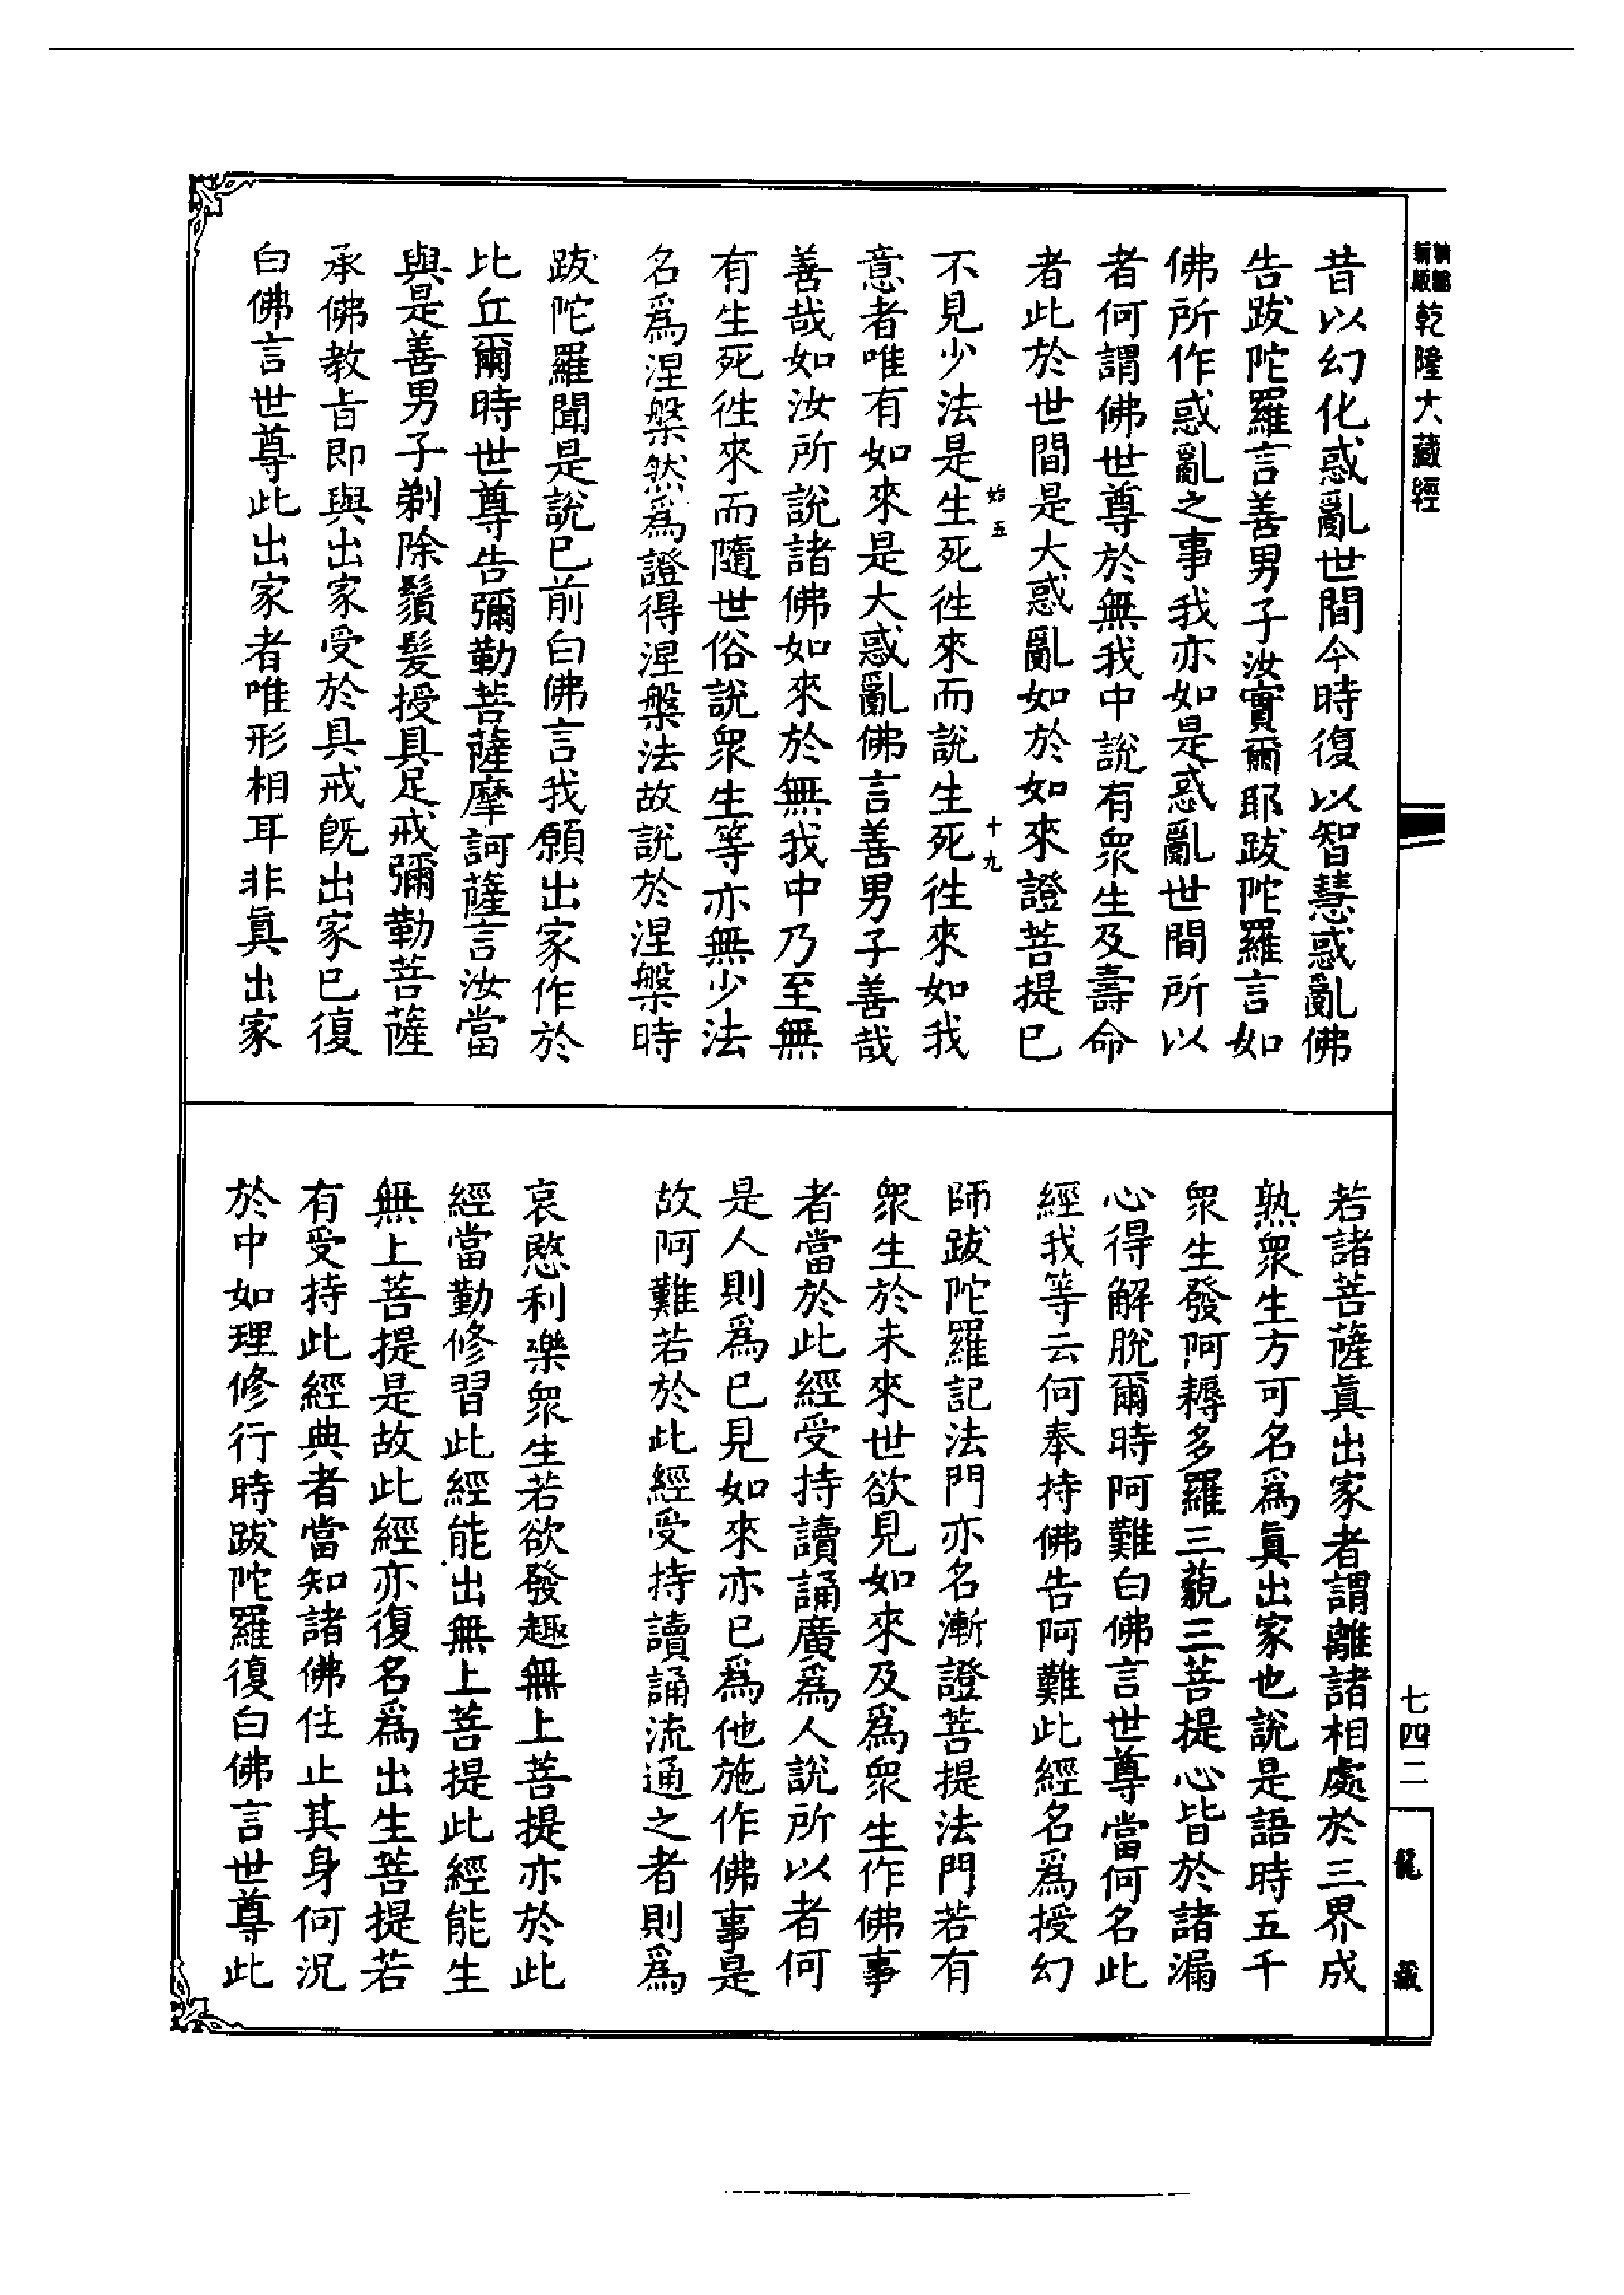 乾隆大藏經
昔以幻化惑亂世間今時復以智慧惑亂佛
告跋陀羅言善男子汝實爾耶跋陀羅言如
佛所作惑亂之事我亦如是惑亂世間所以
者何謂佛世尊於無我中說有眾生及壽命
者此於世間是大惑亂如於如來證菩提已
始五 十九
不見少法是生死徃來而說生死徃來如我
意者唯有如來是大惑亂佛言善男子善哉
善哉如汝所說諸佛如來於無我中乃至無
有生死徃來而隨世俗說眾生等亦無少法
名爲涅槃然爲證得涅槃法故說於涅槃時
跋陀羅聞是說已前白佛言我願出家作於
比丘爾時世尊告彌勒菩薩摩訶薩言汝當
與是善男子剃除鬚髮授具足戒彌勒菩薩
承佛教旨即與出家受於具戒旣出家已復
白佛言世尊此出家者唯形相耳非眞出家
若諸菩薩眞出家者謂離諸相處於三界成
熟眾生方可名爲眞出家也說是語時五千
眾生發阿耨多羅三藐三菩提心皆於諸漏
心得解脫爾時阿難白佛言世尊當何名此
經我等云何奉持佛告阿難此經名爲授幻
師跋陀羅記法門亦名漸證菩提法門若有
眾生於未來世欲見如來及爲眾生作佛事
者當於此經受持讀誦廣爲人說所以者何
是人則爲已見如來亦已爲他施作佛事是
故阿難若於此經受持讀誦流通之者則爲
哀愍利樂眾生若欲發趣無上菩提亦於此
經當勤修習此經能出無上菩提此經能生
無上菩提是故此經亦復名爲出生菩提若
有受持此經典者當知諸佛住止其身何況
於中如理修行時跋陀羅復白佛言世尊此
七四二
龍藏